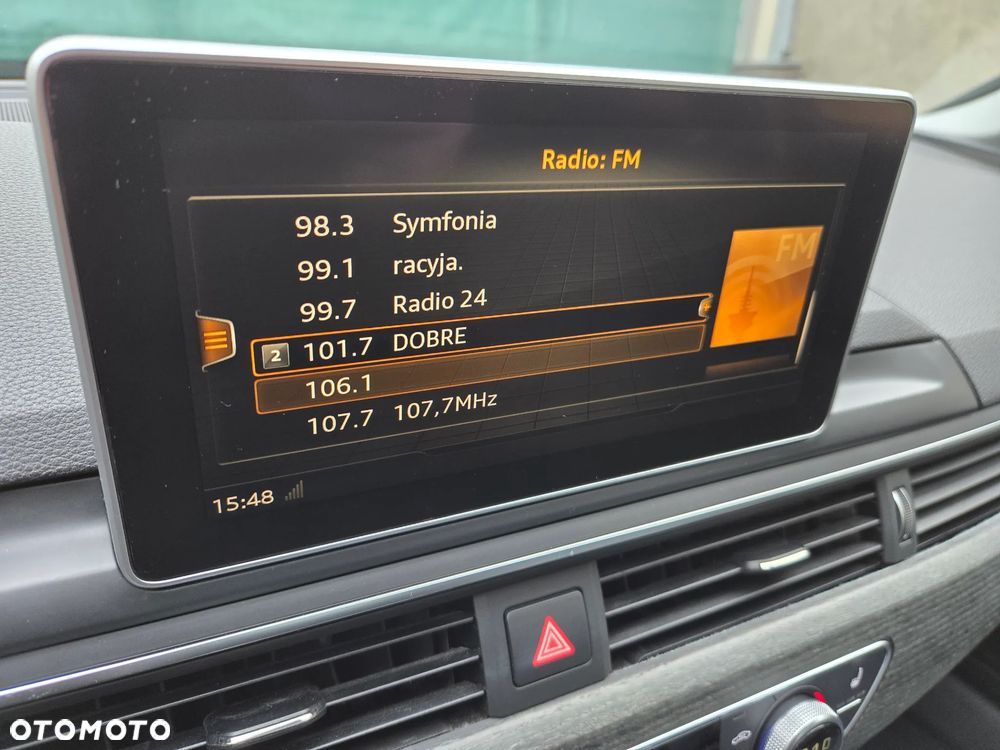 Radio: FM
98.3 Symfonia
99.1 racyja.
99.7 Radio 24
2 101.7 DOBRE
106.1
107.7 107,7MHz
FM
15:48
OTOMOTO